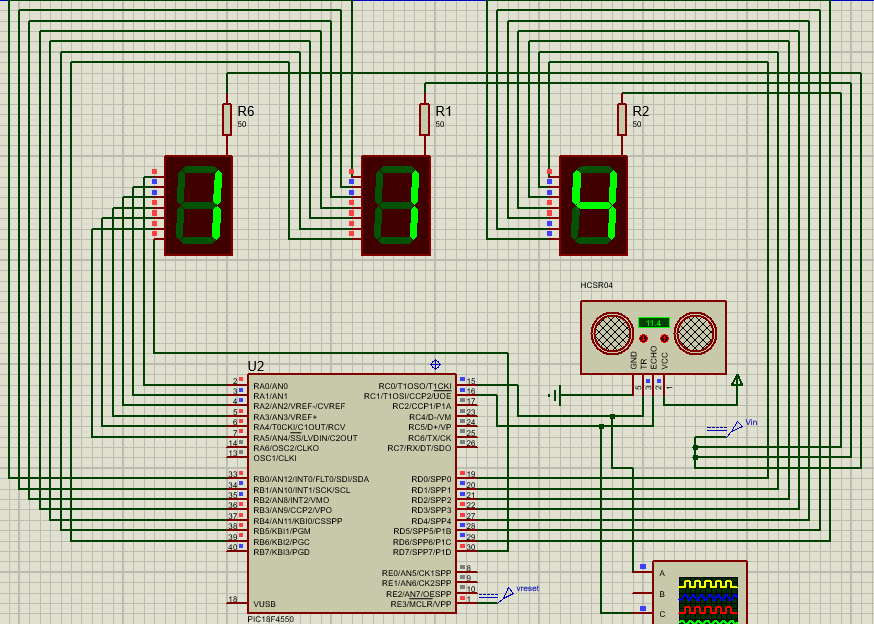 R6
50
R1
50
R2
50
1
1
4
HCSR04
11.4
GND
TR
ECHO
VCC
5
3
2
1
Vin
U2
2 RA0/AN0
3 RA1/AN1
4 RA2/AN2/VREF-/CVREF
5 RA3/AN3/VREF+
6 RA4/T0CKI/C1OUT/RCV
7 RA5/AN4/SS/LVDIN/C2OUT
14 RA6/OSC2/CLKO
13 OSC1/CLKI
33 RB0/AN12/INT0/FLT0/SDI/SDA
34 RB1/AN10/INT1/SCK/SCL
35 RB2/AN8/INT2/VMO
36 RB3/AN9/CCP2/VPO
37 RB4/AN11/KBI0/CSSPP
38 RB5/KBI1/PGM
39 RB6/KBI2/PGC
40 RB7/KBI3/PGD
18 VUSB
RC0/T1OSO/T1CKI 15
RC1/T1OSI/CCP2/UOE 16
RC2/CCP1/P1A 17
RC4/D-/VM 23
RC5/D+/VP 24
RC6/TX/CK 25
RC7/RX/DT/SDO 26
RD0/SPP0 19
RD1/SPP1 20
RD2/SPP2 21
RD3/SPP3 22
RD4/SPP4 27
RD5/SPP5/P1B 28
RD6/SPP6/P1C 29
RD7/SPP7/P1D 30
RE0/AN5/CK1SPP 8
RE1/AN6/CK2SPP 9
RE2/AN7/OESPP 10
RE3/MCLR/VPP 1
vreset
PIC18F4550
A
B
C